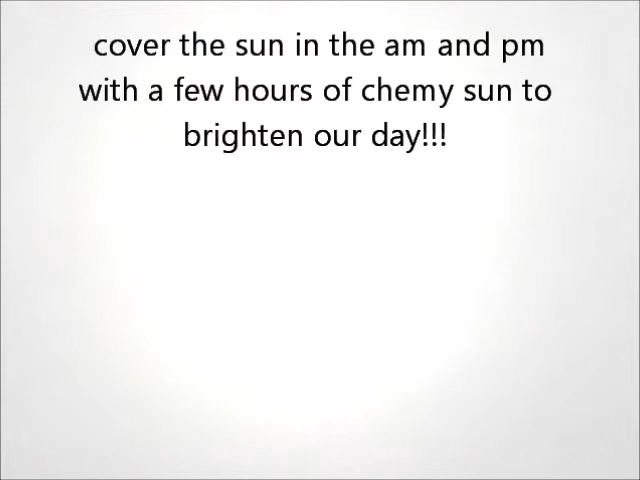 cover the sun in the am and pm
with a few hours of chemy sun to
brighten our day!!!